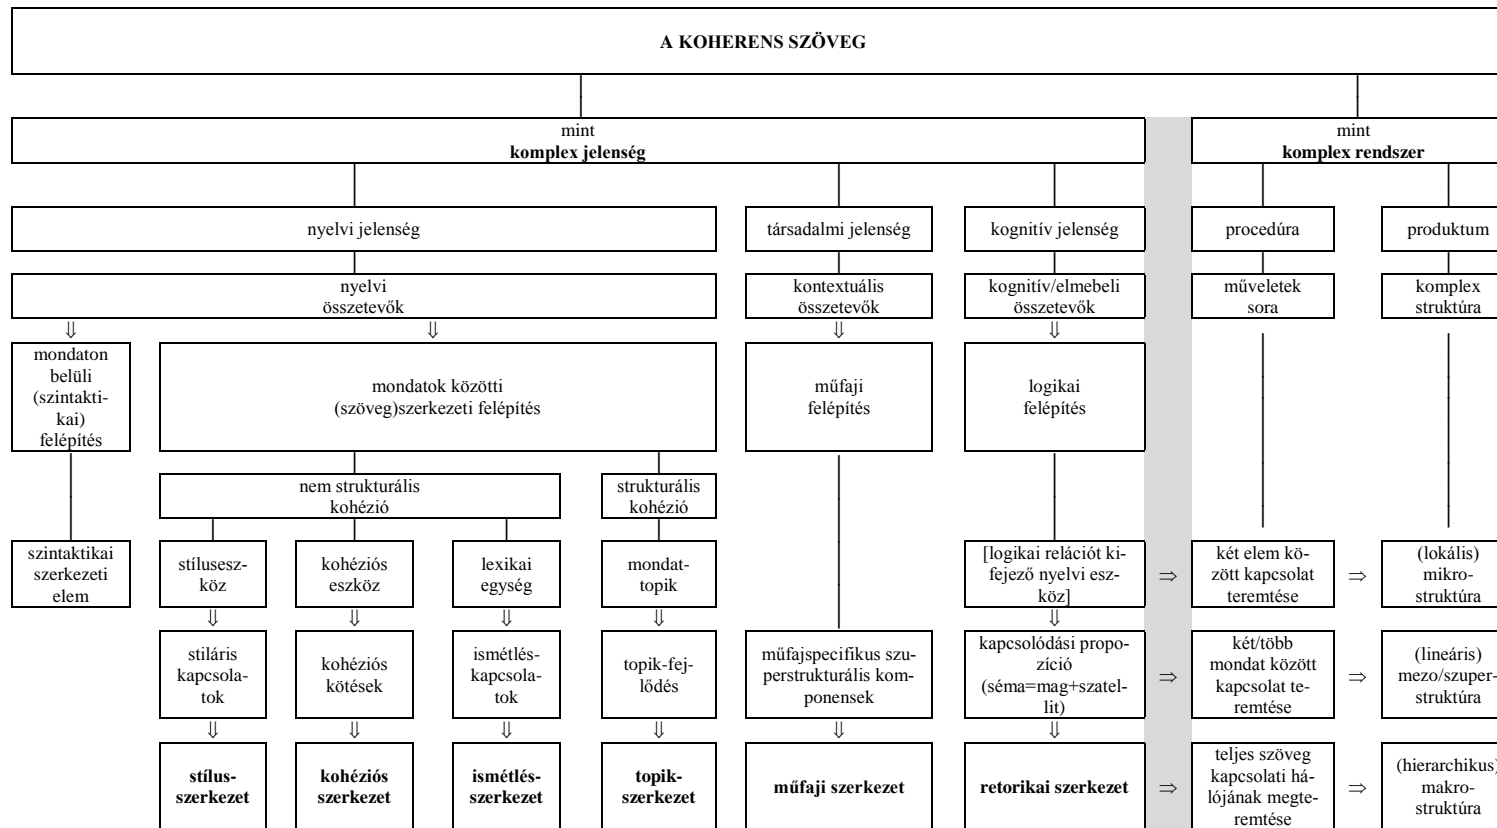 A KOHERENS SZÖVEG
mint
komplex jelenség
mint
komplex rendszer
nyelvi jelenség
társadalmi jelenség
kognitív jelenség
procedúra
produktum
nyelvi
összetevők
kontextuális
összetevők
kognitív/elmebeli
összetevők
műveletek
sora
komplex
struktúra
⇓
⇓
⇓
⇓
mondaton
belüli
(szintakti-
kai)
felépítés
mondatok közötti
(szöveg)szerkezeti felépítés
műfaji
felépítés
logikai
felépítés
nem strukturális
kohézió
strukturális
kohézió
szintaktikai
szerkezeti
elem
stílusesz-
köz
kohéziós
eszköz
lexikai
egység
mondat-
topik
[logikai relációt ki-
fejező nyelvi esz-
köz]
⇒
két elem kö-
zött kapcsolat
teremtése
⇒
(lokális)
mikro-
struktúra
⇓
⇓
⇓
⇓
⇓
stiláris
kapcsola-
tok
kohéziós
kötések
ismétlés-
kapcsola-
tok
topik-fej-
lődés
műfajspecifikus szu-
perstrukturális kom-
ponensek
kapcsolódási propo-
zíció
(séma=mag+szatel-
lit)
⇒
két/több
mondat között
kapcsolat te-
remtése
⇒
(lineáris)
mezo/szuper-
struktúra
⇓
⇓
⇓
⇓
⇓
⇓
stílus-
szerkezet
kohéziós
szerkezet
ismétlés-
szerkezet
topik-
szerkezet
műfaji szerkezet
retorikai szerkezet
⇒
teljes szöveg
kapcsolati há-
lójának megte-
remtése
⇒
(hierarchikus)
makro-
struktúra